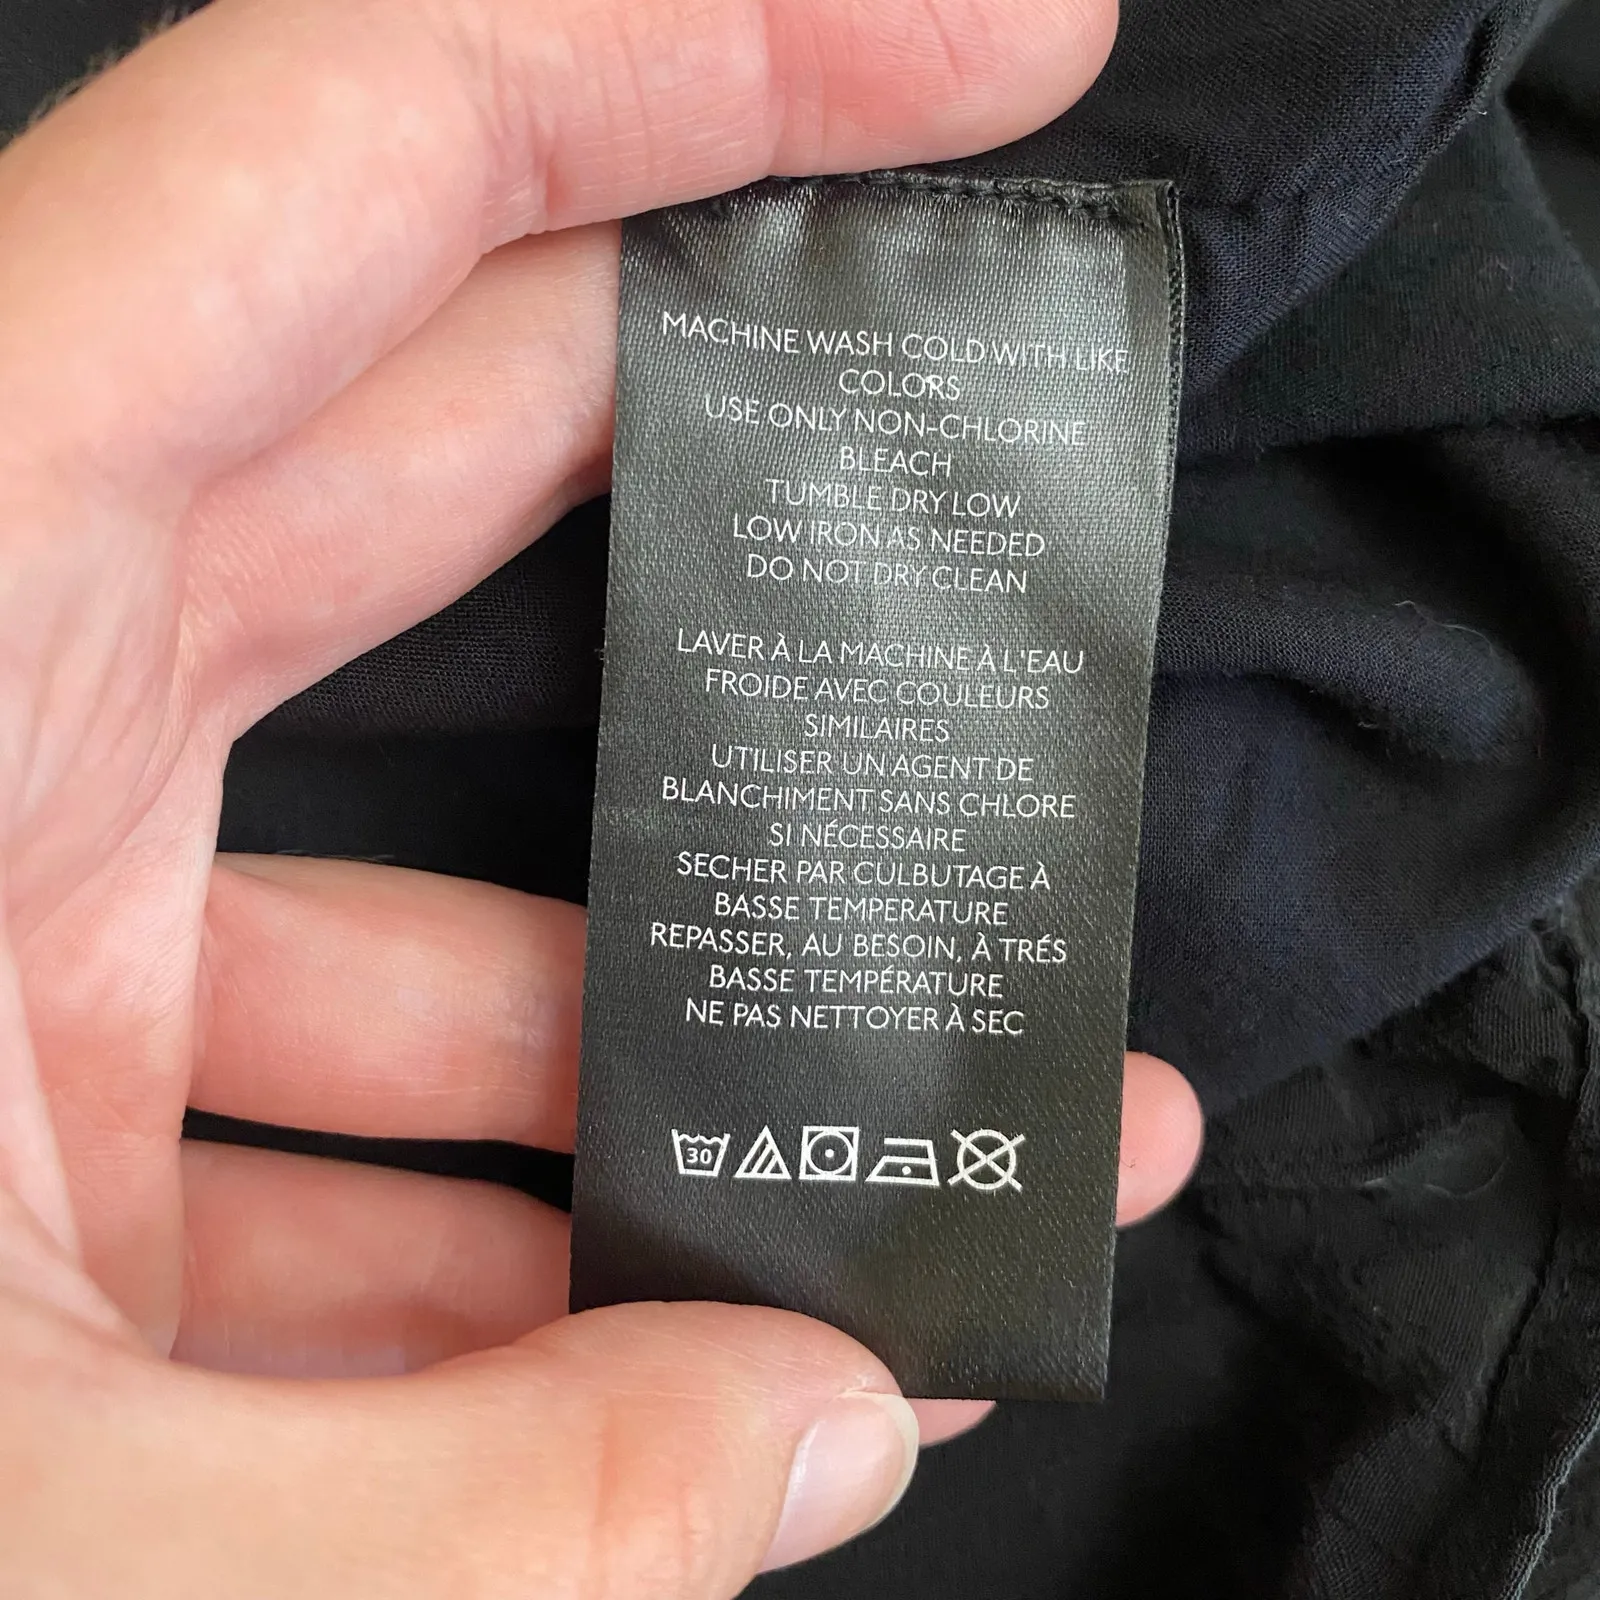 MACHINE WASH COLD WITH LIKE
COLORS
USE ONLY NON-CHLORINE
BLEACH
TUMBLE DRY LOW
LOW IRON AS NEEDED
DO NOT DRY CLEAN
LAVER À LA MACHINE À L'EAU
FROIDE AVEC COULEURS
SIMILAIRES
UTILISER UN AGENT DE
BLANCHIMENT SANS CHLORE
SI NÉCESSAIRE
SECHER PAR CULBUTAGE À
BASSE TEMPERATURE
REPASSER, AU BESOIN, À TRÉS
BASSE TEMPÉRATURE
NE PAS NETTOYER À SEC
30